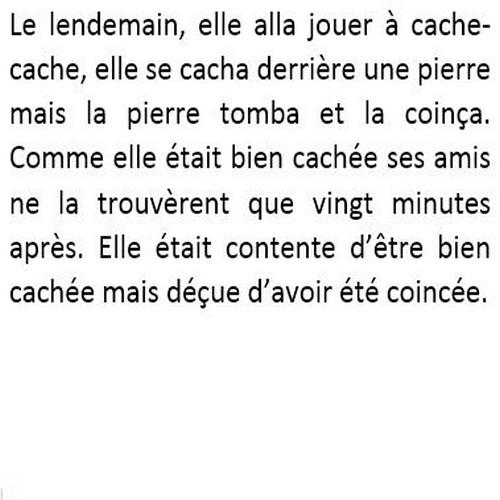 Le lendemain, elle alla jouer à cache-
cache, elle se cacha derrière une pierre
mais la pierre tomba et la coinça.
Comme elle était bien cachée ses amis
ne la trouvèrent que vingt minutes
après. Elle était contente d’être bien
cachée mais déçue d’avoir été coincée.